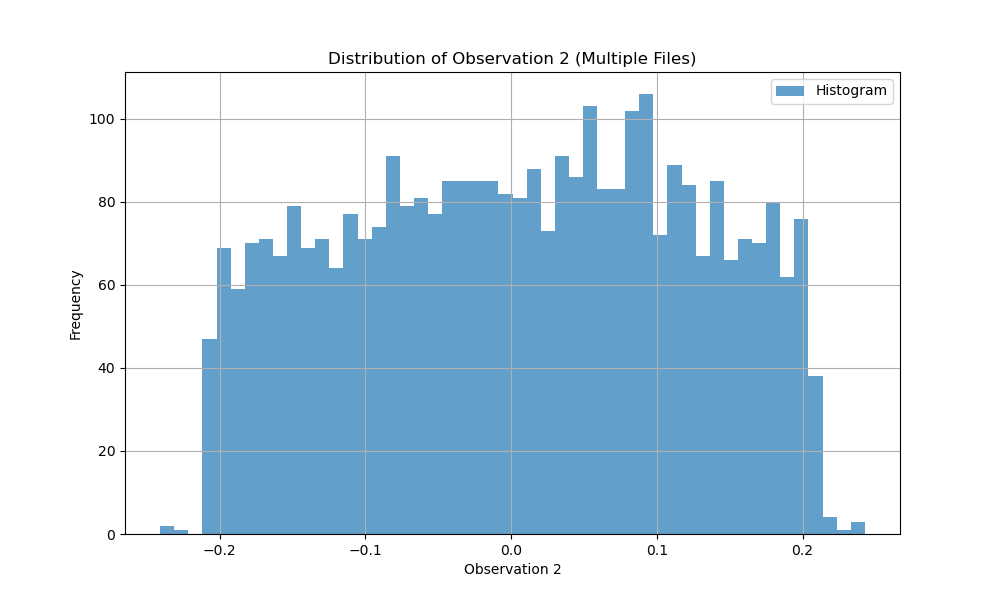 Distribution of Observation 2 (Multiple Files)
Histogram
Frequency
100
80
60
40
20
0
−0.2 −0.1 0.0 0.1 0.2
Observation 2